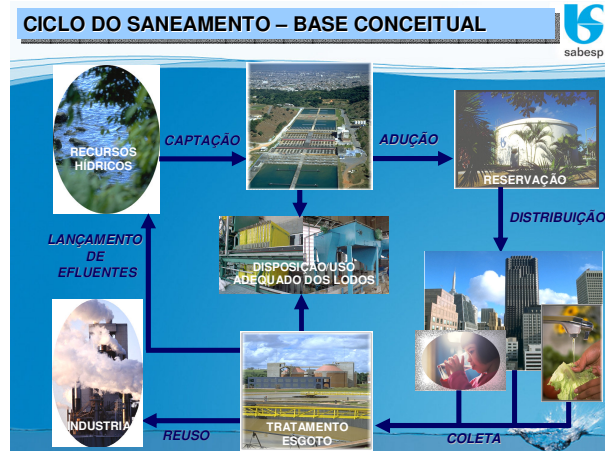 CICLO DO SANEAMENTO – BASE CONCEITUAL
sabesp
RECURSOS
HÍDRICOS
CAPTAÇÃO
ADUÇÃO
RESERVAÇÃO
DISTRIBUIÇÃO
LANÇAMENTO
DE
EFLUENTES
DISPOSIÇÃO/USO
ADEQUADO DOS LODOS
INDUSTRIA
REUSO
TRATAMENTO
ESGOTO
COLETA